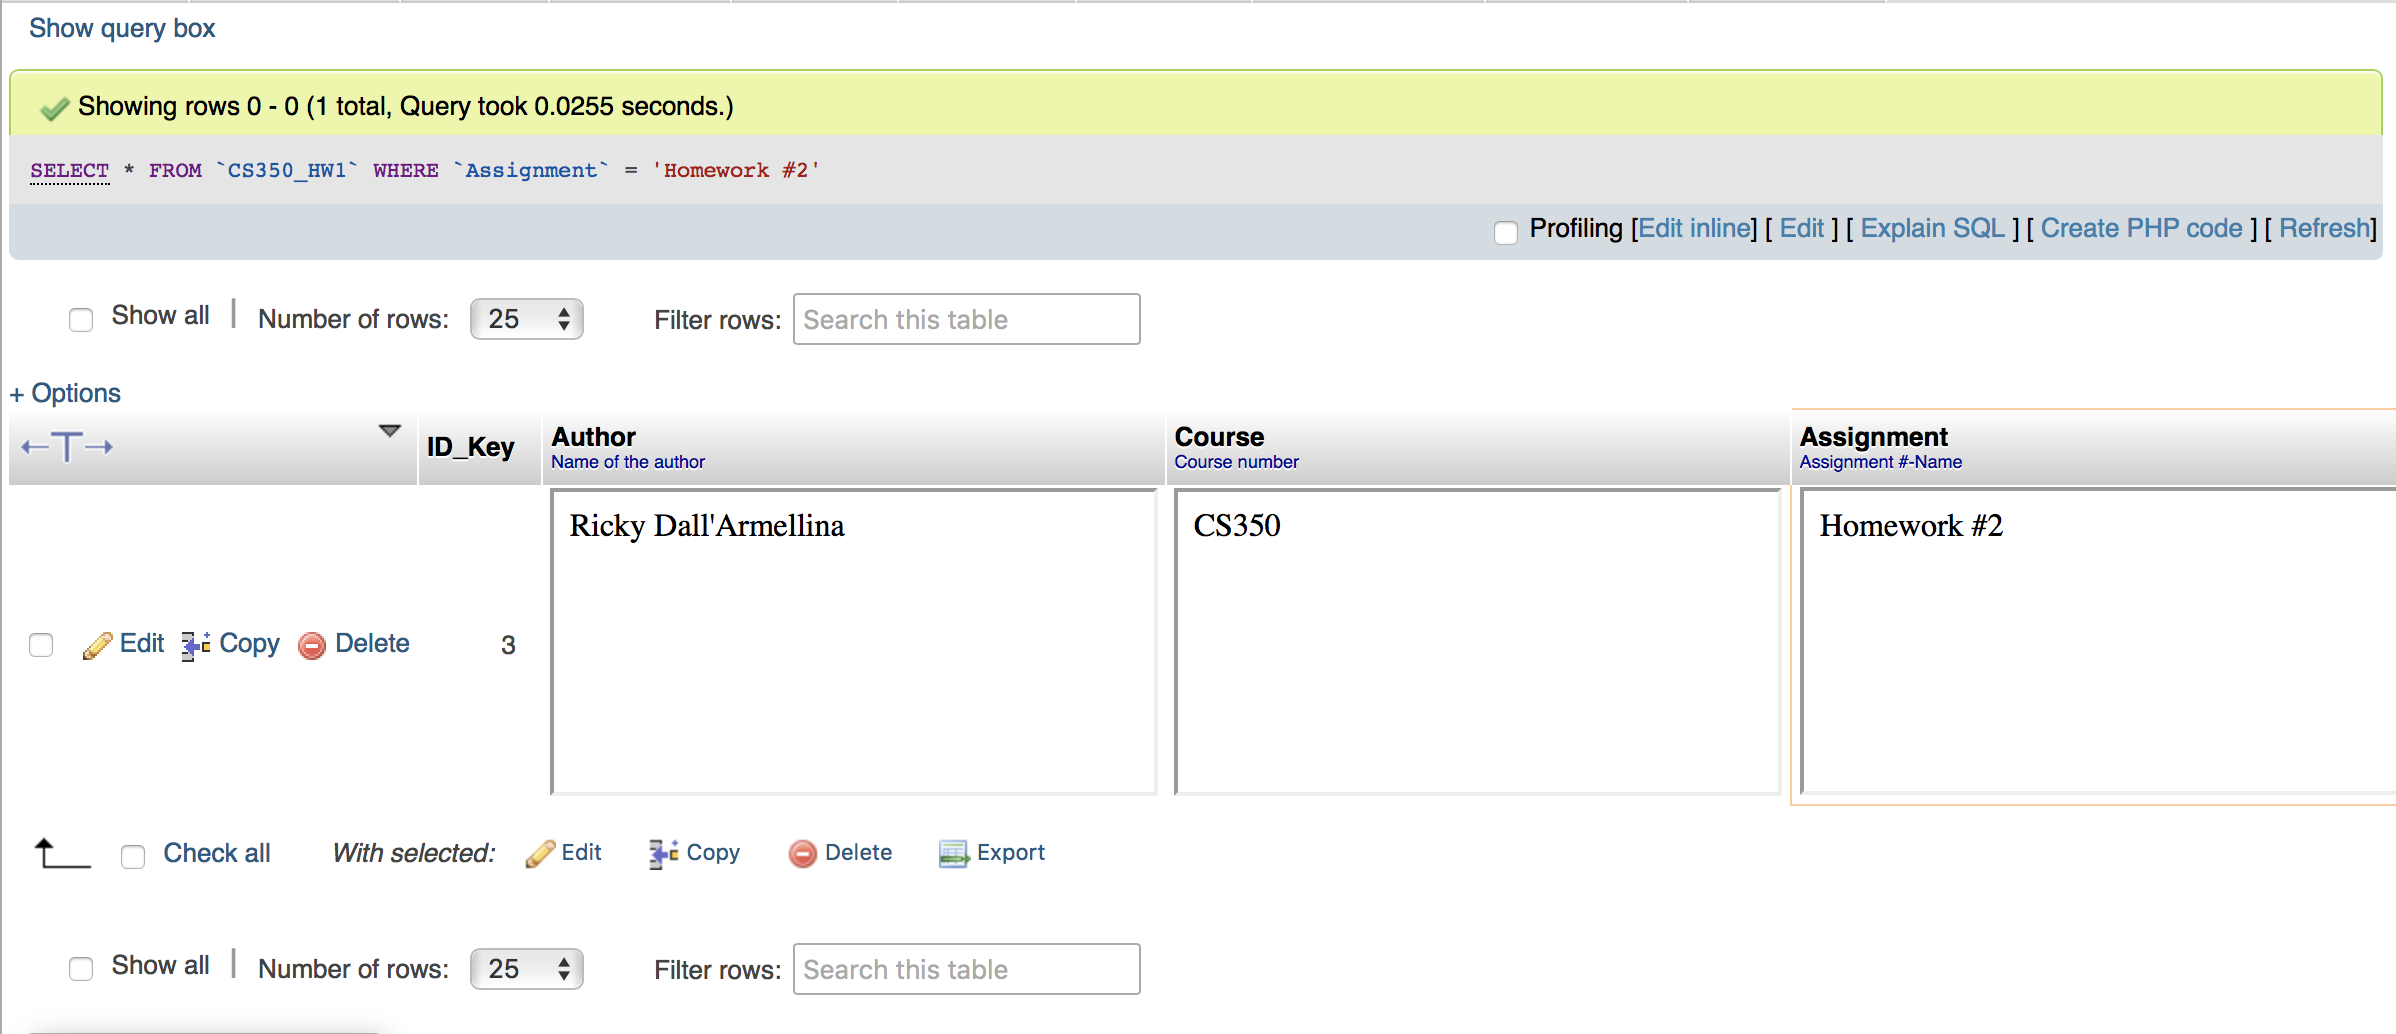 Show query box
Showing rows 0 - 0 (1 total, Query took 0.0255 seconds.)
SELECT * FROM `CS350_HW1` WHERE `Assignment` = 'Homework #2'
Profiling [Edit inline] [ Edit ] [ Explain SQL ] [ Create PHP code ] [ Refresh]
Show all | Number of rows: 25 Filter rows: Search this table
+ Options
←T→ ID_Key Author Course Assignment
Name of the author Course number Assignment #-Name
Ricky Dall'Armellina CS350 Homework #2
Edit Copy Delete 3
Check all With selected: Edit Copy Delete Export
Show all | Number of rows: 25 Filter rows: Search this table